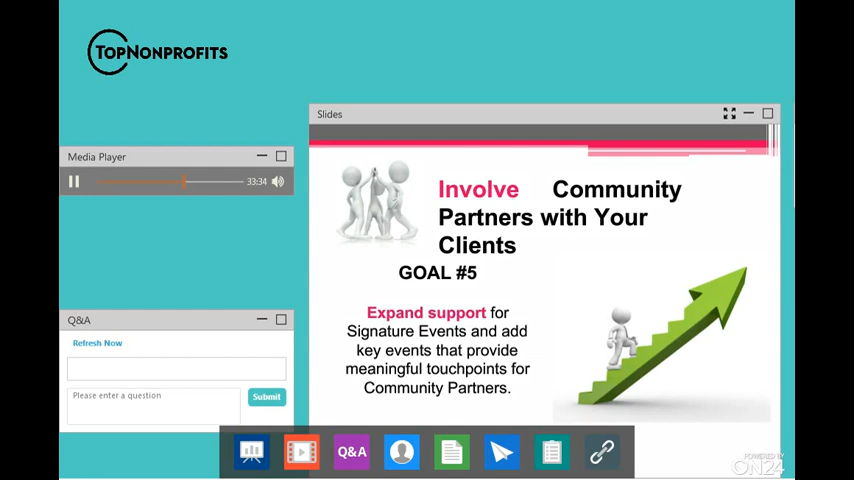 TOPNONPROFITS
Slides
Media Player
33:34
Involve Community
Partners with Your
Clients
GOAL #5
Expand support for
Signature Events and add
key events that provide
meaningful touchpoints for
Community Partners.
Q&A
Refresh Now
Please enter a question
Submit
Q&A
POWERED BY
ON24